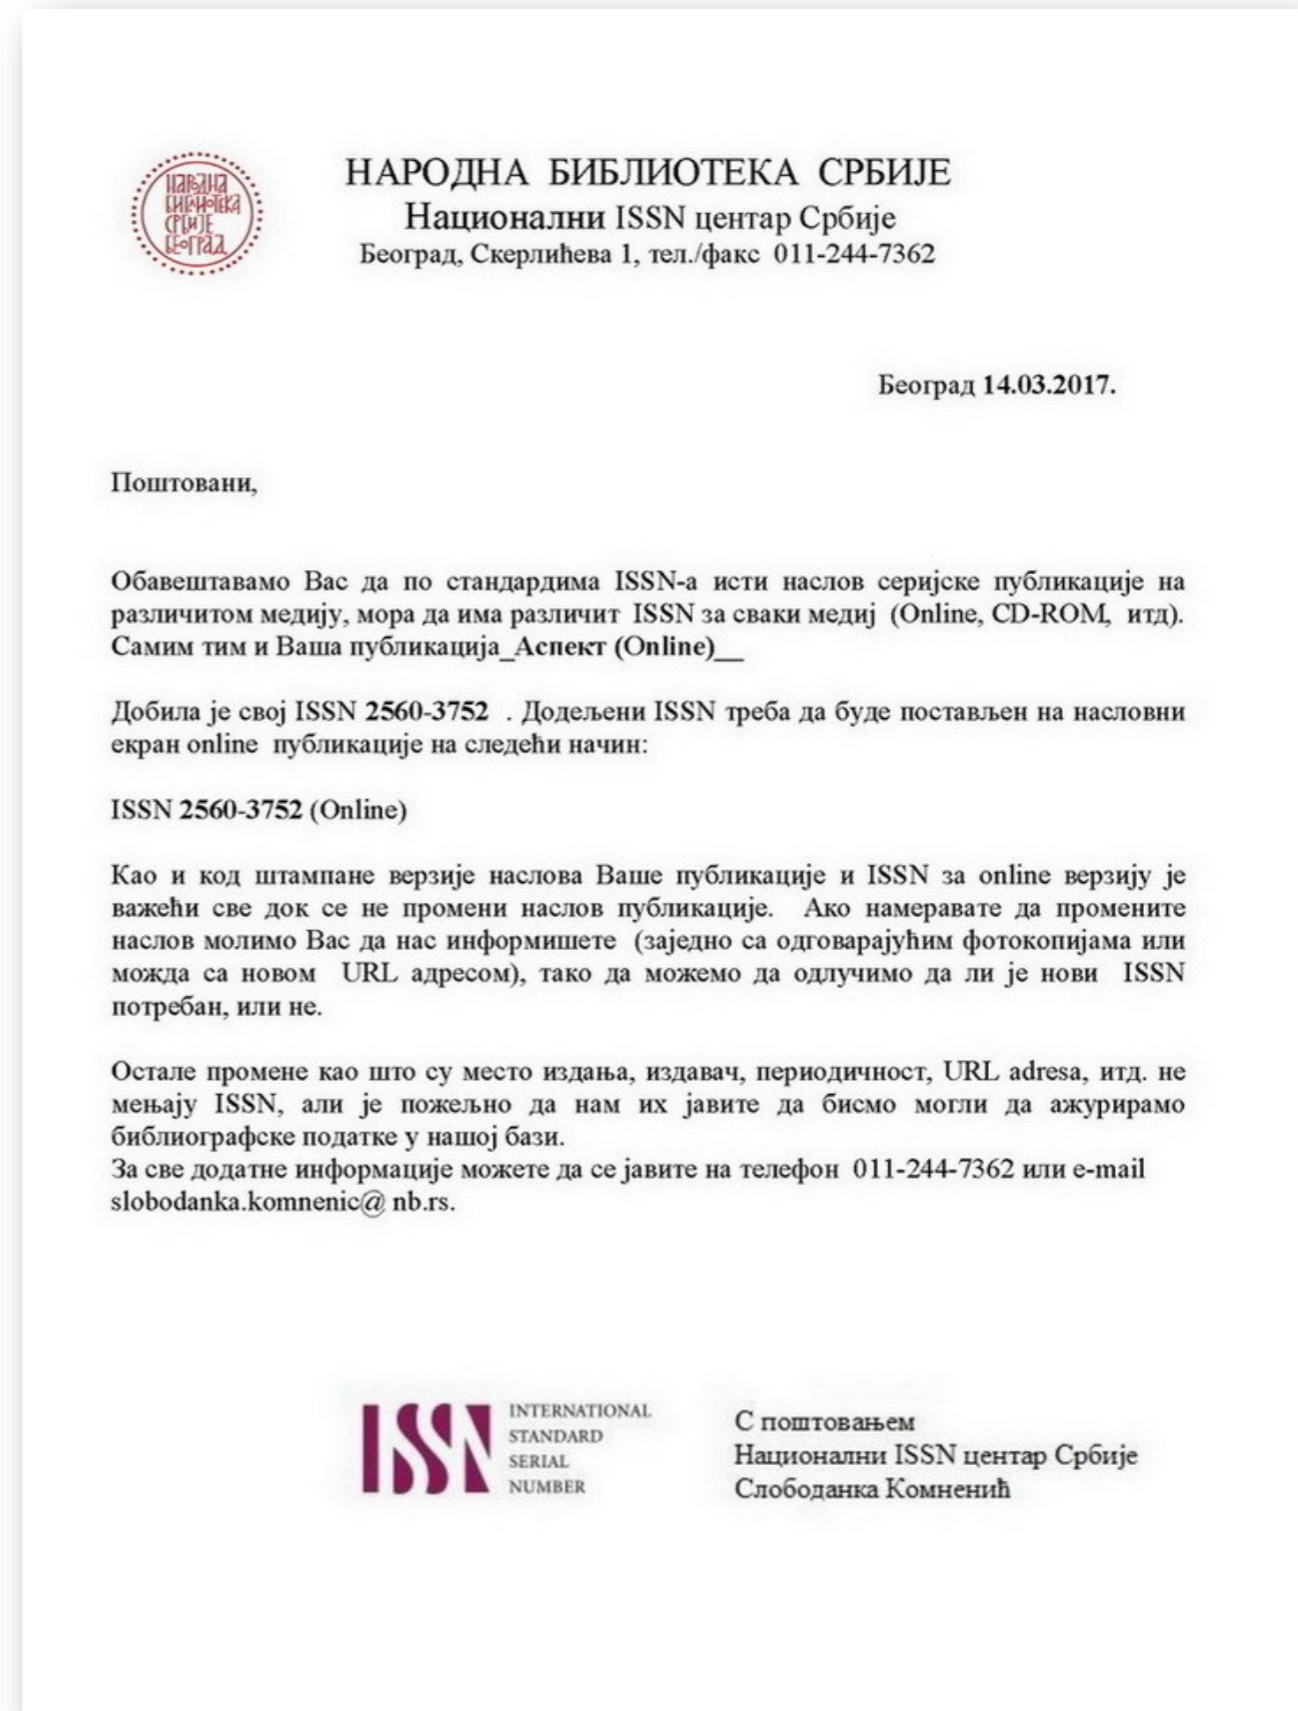 НАРОДНА
БИБЛИОТЕКА
СРБИЈЕ
БЕОГРАД
НАРОДНА БИБЛИОТЕКА СРБИЈЕ
Национални ISSN центар Србије
Београд, Скерлићева 1, тел./факс 011-244-7362
Београд 14.03.2017.
Поштовани,
Обавештавамо Вас да по стандардима ISSN-а исти наслов серијске публикације на
различитом медију, мора да има различит ISSN за сваки медиј (Online, CD-ROM, итд).
Самим тим и Ваша публикација_Аспект (Online)__
Добила је свој ISSN 2560-3752 . Додељени ISSN треба да буде постављен на насловни
екран online публикације на следећи начин:
ISSN 2560-3752 (Online)
Као и код штампане верзије наслова Ваше публикације и ISSN за online верзију је
важећи све док се не промени наслов публикације. Ако намеравате да промените
наслов молимо Вас да нас информишете (заједно са одговарајућим фотокопијама или
можда са новом URL адресом), тако да можемо да одлучимо да ли је нови ISSN
потребан, или не.
Остале промене као што су место издања, издавач, периодичност, URL adresa, итд. не
мењају ISSN, али је пожељно да нам их јавите да бисмо могли да ажурирамо
библиографске податке у нашој бази.
За све додатне информације можете да се јавите на телефон 011-244-7362 или e-mail
slobodanka.komnenic@ nb.rs.
ISSN
INTERNATIONAL
STANDARD
SERIAL
NUMBER
С поштовањем
Национални ISSN центар Србије
Слободанка Комненић